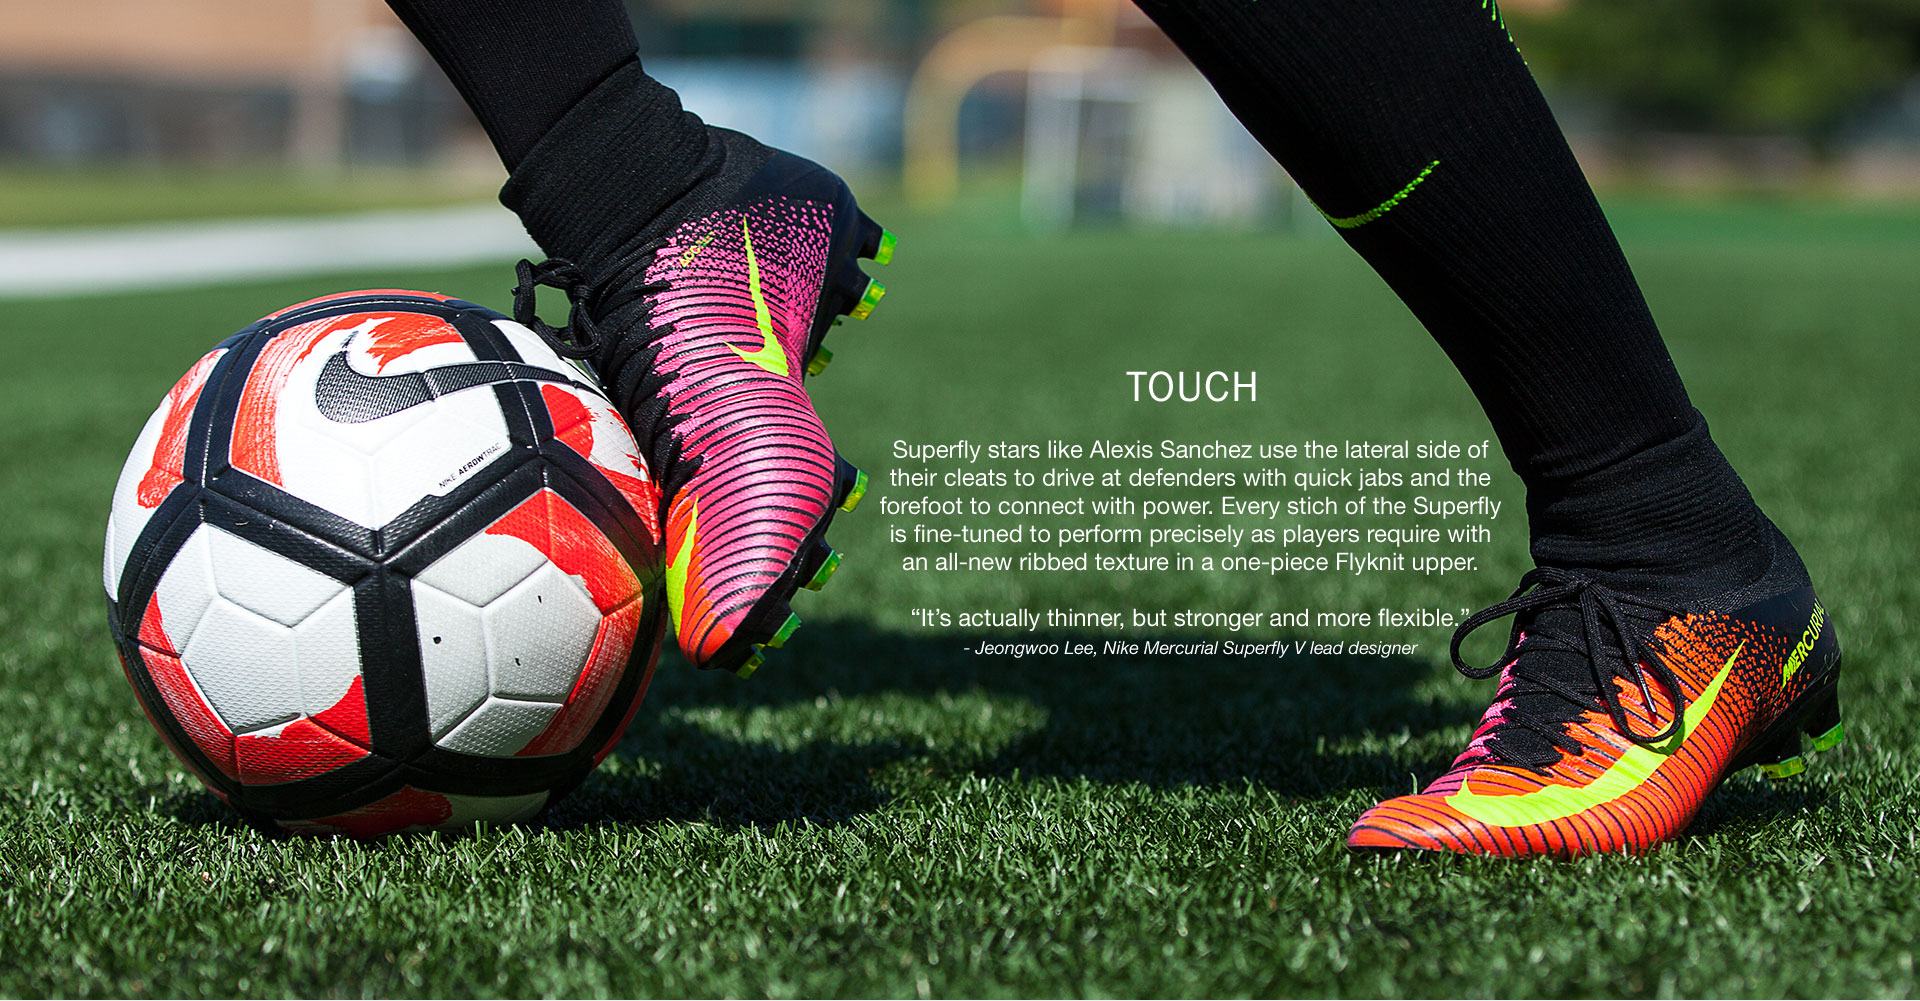 NIKE AEROWTRAC
TOUCH
Superfly stars like Alexis Sanchez use the lateral side of
their cleats to drive at defenders with quick jabs and the
forefoot to connect with power. Every stich of the Superfly
is fine-tuned to perform precisely as players require with
an all-new ribbed texture in a one-piece Flyknit upper.
“It’s actually thinner, but stronger and more flexible.”
- Jeongwoo Lee, Nike Mercurial Superfly V lead designer
MERCURIAL